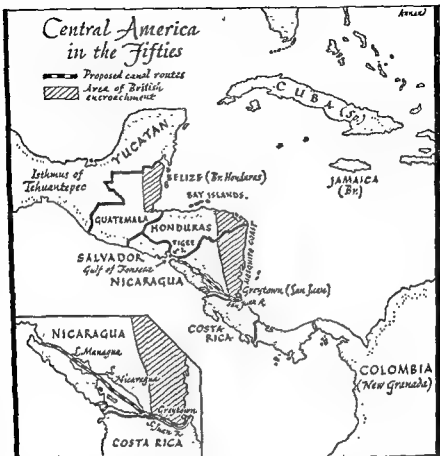 Central America
in the Fifties
Proposed canal routes
Area of British
encroachment
CUBA (Sp.)
YUCATAN
Isthmus of
Tehuantepec
BELIZE (Br. Honduras)
JAMAICA
(Br.)
BAY ISLANDS
GUATEMALA
HONDURAS
TIGRE
SALVADOR
Gulf of Fonseca
MOSQUITO COAST
NICARAGUA
Greytown (San Juan)
COSTA
RICA
COLOMBIA
(New Granada)
NICARAGUA
L. Managua
L.
Nicaragua
Greytown
COSTA RICA